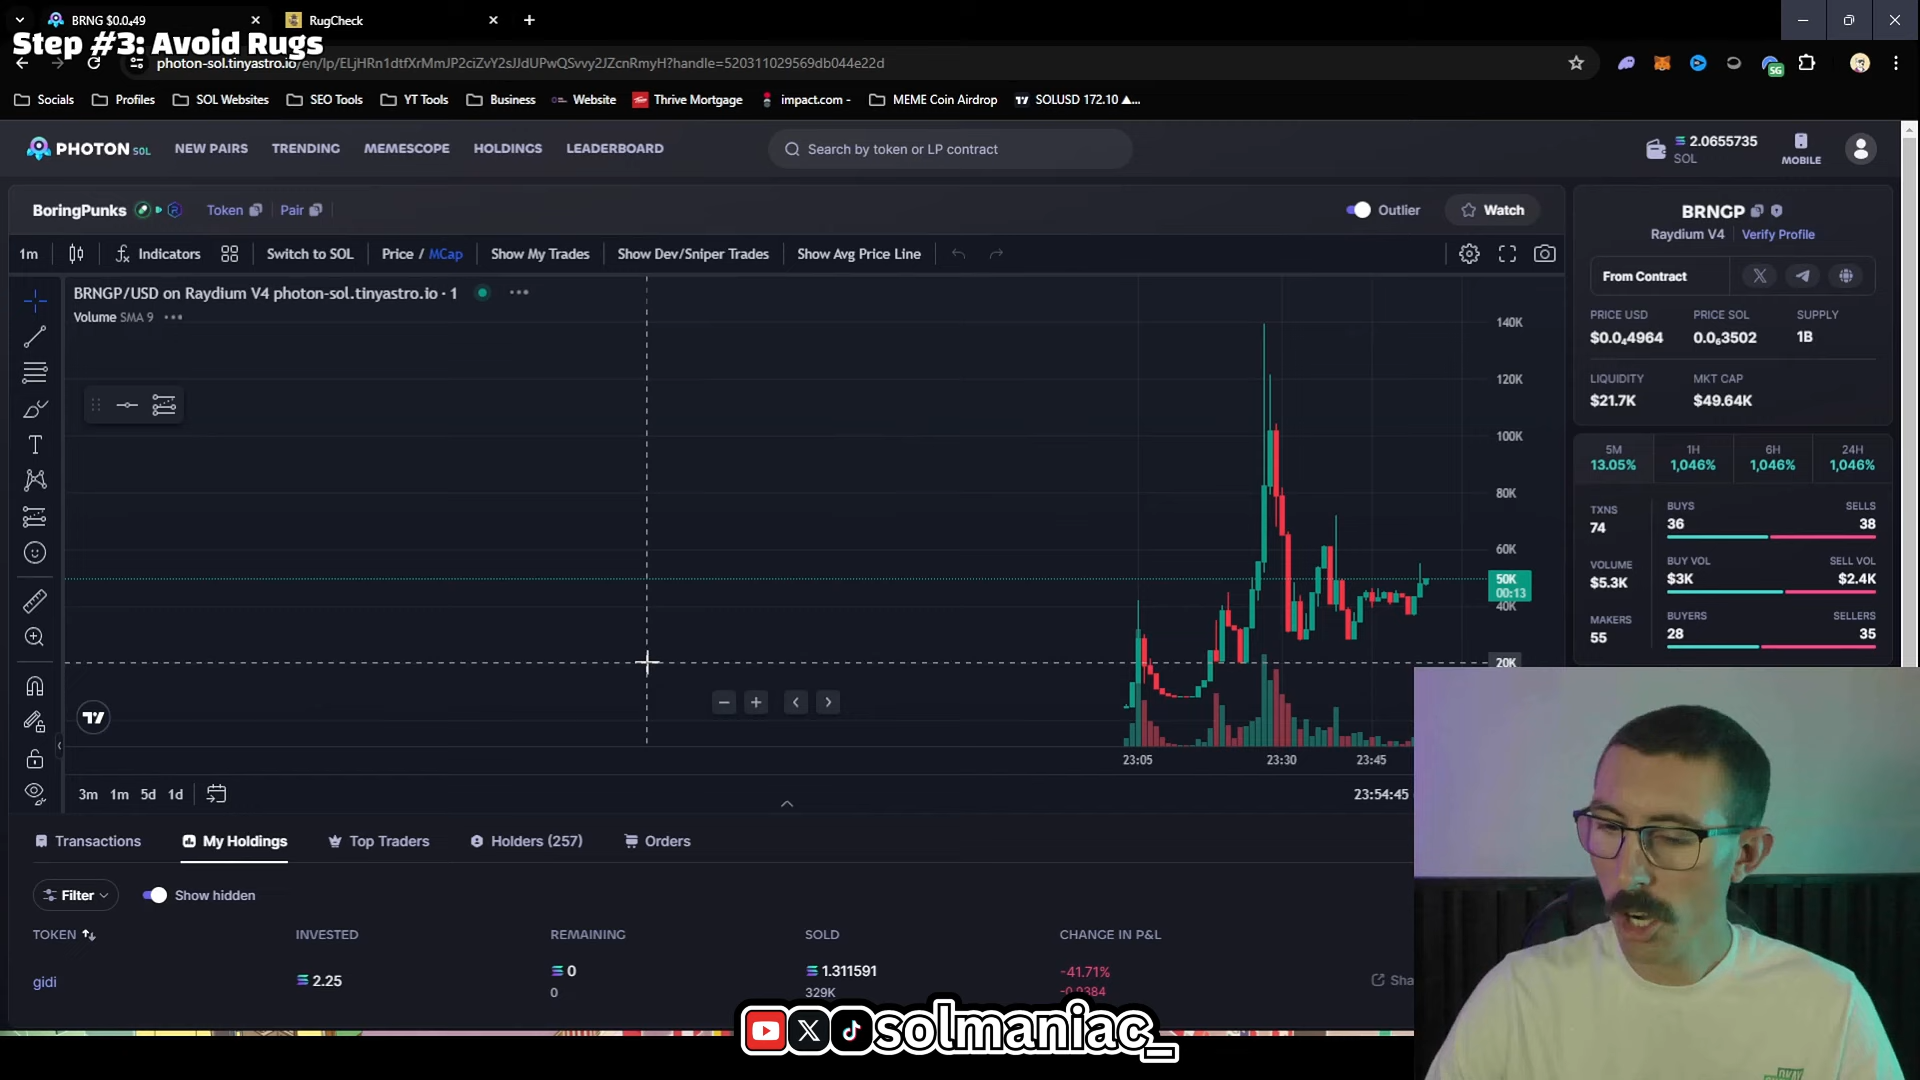 BRNG $0.0₄49
RugCheck
Step #3: Avoid Rugs
photon-sol.tinyastro.io/en/lp/ELjHRn1dtfXrMmJP2ciZvY2sJJdUPwQSvvy2JZcnRmyH?handle=520311029569db044e22d
SG
Socials
Profiles
SOL Websites
SEO Tools
YT Tools
Business
Website
Thrive Mortgage
impact.com -
MEME Coin Airdrop
SOLUSD 172.10 ▲...
PHOTON SOL
NEW PAIRS
TRENDING
MEMESCOPE
HOLDINGS
LEADERBOARD
Search by token or LP contract
2.0655735
SOL
MOBILE
BoringPunks
Token
Pair
Outlier
Watch
1m
Indicators
Switch to SOL
Price / MCap
Show My Trades
Show Dev/Sniper Trades
Show Avg Price Line
BRNGP/USD on Raydium V4 photon-sol.tinyastro.io · 1
Volume SMA 9
140K
120K
100K
80K
60K
50K
00:13
40K
20K
23:05
23:30
23:45
3m
1m
5d
1d
23:54:45
BRNGP
Raydium V4
Verify Profile
From Contract
PRICE USD
PRICE SOL
SUPPLY
$0.0₄4964
0.0₆3502
1B
LIQUIDITY
MKT CAP
$21.7K
$49.64K
5M
1H
6H
24H
13.05%
1,046%
1,046%
1,046%
TXNS
74
BUYS
SELLS
36
38
VOLUME
$5.3K
BUY VOL
SELL VOL
$3K
$2.4K
MAKERS
55
BUYERS
SELLERS
28
35
Transactions
My Holdings
Top Traders
Holders (257)
Orders
Filter
Show hidden
TOKEN
INVESTED
REMAINING
SOLD
CHANGE IN P&L
gidi
2.25
0
0
1.311591
329K
-41.71%
-0.9384
Sha
solmaniac_
OKAY